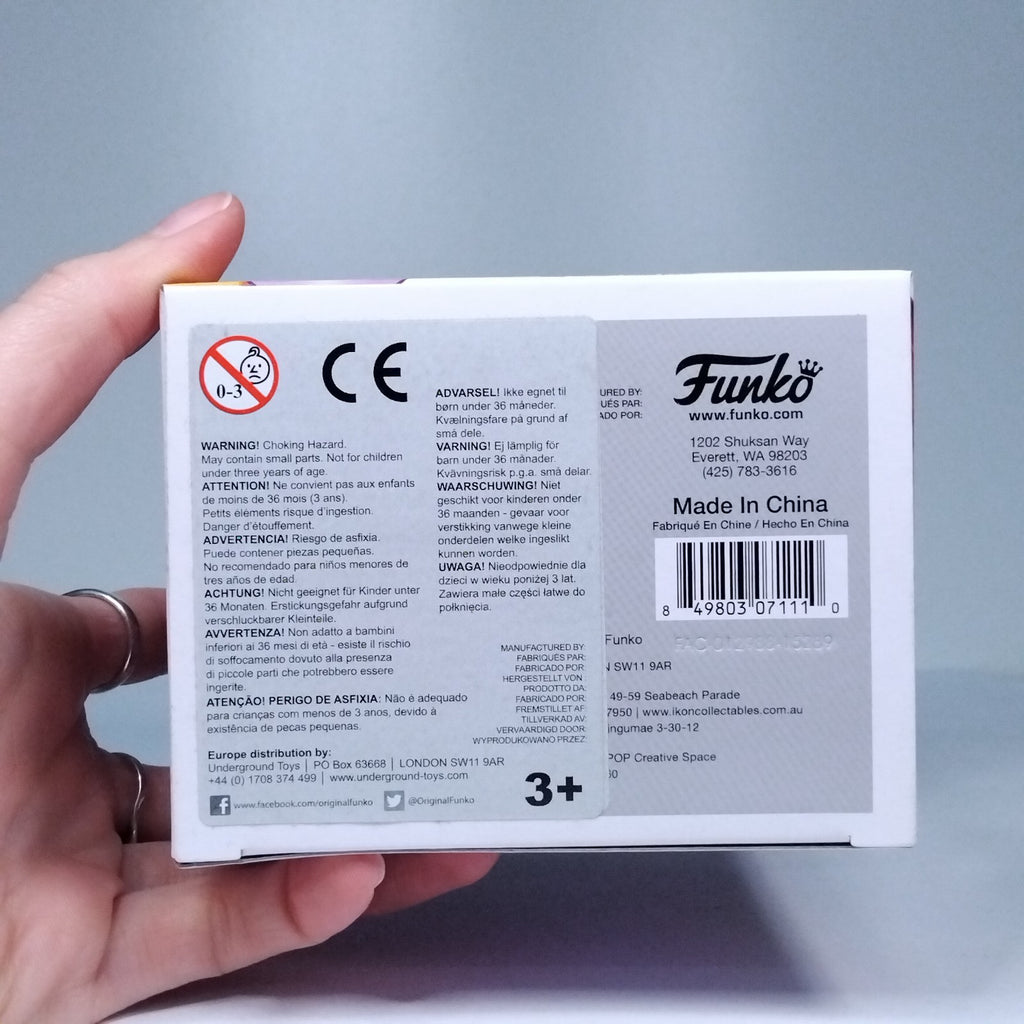 0-3
CE
WARNING! Choking Hazard.
May contain small parts. Not for children
under three years of age.
ATTENTION! Ne convient pas aux enfants
de moins de 36 mois (3 ans).
Petits éléments risque d'ingestion.
Danger d'étouffement.
ADVERTENCIA! Riesgo de asfixia.
Puede contener piezas pequeñas.
No recomendado para niños menores de
tres años de edad.
ACHTUNG! Nicht geeignet für Kinder unter
36 Monaten. Erstickungsgefahr aufgrund
verschluckbarer Kleinteile.
AVVERTENZA! Non adatto a bambini
inferiori ai 36 mesi di età - esiste il rischio
di soffocamento dovuto alla presenza
di piccole parti che potrebbero essere
ingerite.
ATENÇÃO! PERIGO DE ASFIXIA: Não è adequado
para crianças com menos de 3 anos, devido à
existência de pecas pequenas.
ADVARSEL! Ikke egnet til
børn under 36 måneder.
Kvælningsfare på grund af
små dele.
VARNING! Ej lämplig för
barn under 36 månader.
Kvävningsrisk p.g.a. små delar.
WAARSCHUWING! Niet
geschikt voor kinderen onder
36 maanden - gevaar voor
verstikking vanwege kleine
onderdelen welke ingeslikt
kunnen worden.
UWAGA! Nieodpowiednie dla
dzieci w wieku poniżej 3 lat.
Zawiera małe części łatwe do
połknięcia.
MANUFACTURED BY:
FABRIQUÉS PAR:
FABRICADO POR:
HERGESTELLT VON :
PRODOTTO DA:
FABRICADO POR:
FREMSTILLET AF:
TILLVERKAD AV:
VERVAARDIGD DOOR:
WYPRODUKOWANO PRZEZ:
Europe distribution by:
Underground Toys | PO Box 63668 | LONDON SW11 9AR
+44 (0) 1708 374 499 | www.underground-toys.com
www.facebook.com/originalfunko @OriginalFunko
3+
URED BY:
UÉS PAR:
ADO POR:
Funko
www.funko.com
1202 Shuksan Way
Everett, WA 98203
(425) 783-3616
Made In China
Fabriqué En Chine / Hecho En China
8 49803 07111 0
Funko
N SW11 9AR
49-59 Seabeach Parade
7950 | www.ikoncollectables.com.au
ingumae 3-30-12
POP Creative Space
60